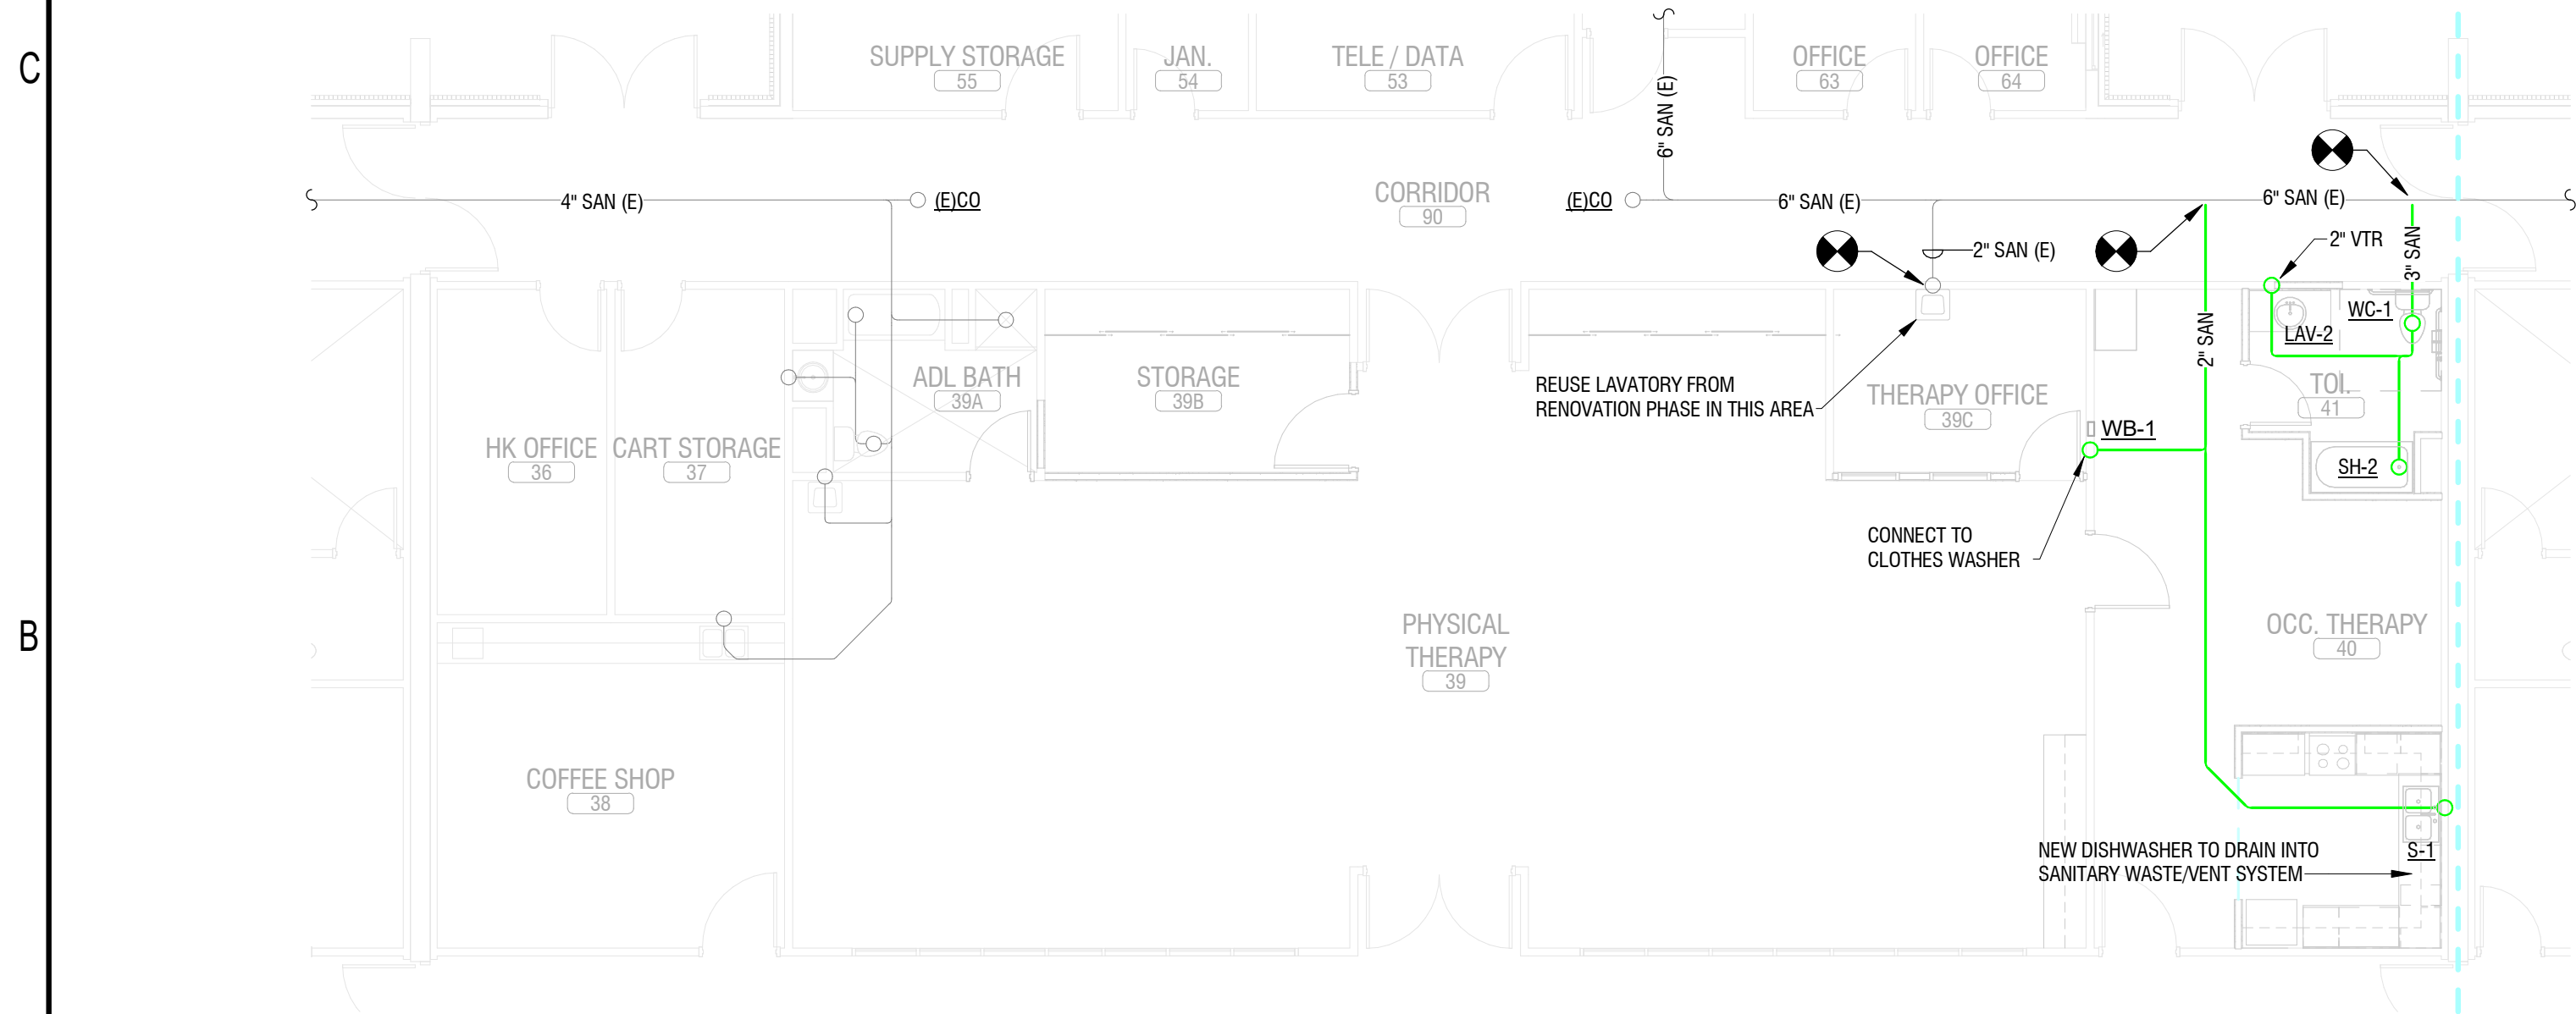 C
SUPPLY STORAGE
55
JAN.
54
TELE / DATA
53
6" SAN (E)
OFFICE
63
OFFICE
64
4" SAN (E)
(E)CO
CORRIDOR
90
(E)CO
6" SAN (E)
6" SAN (E)
2" SAN (E)
2" VTR
3" SAN
WC-1
LAV-2
2" SAN
TOI.
41
REUSE LAVATORY FROM
RENOVATION PHASE IN THIS AREA
THERAPY OFFICE
39C
ADL BATH
39A
STORAGE
39B
HK OFFICE
36
CART STORAGE
37
WB-1
SH-2
CONNECT TO
CLOTHES WASHER
B
PHYSICAL
THERAPY
39
OCC. THERAPY
40
COFFEE SHOP
38
NEW DISHWASHER TO DRAIN INTO
SANITARY WASTE/VENT SYSTEM
S-1